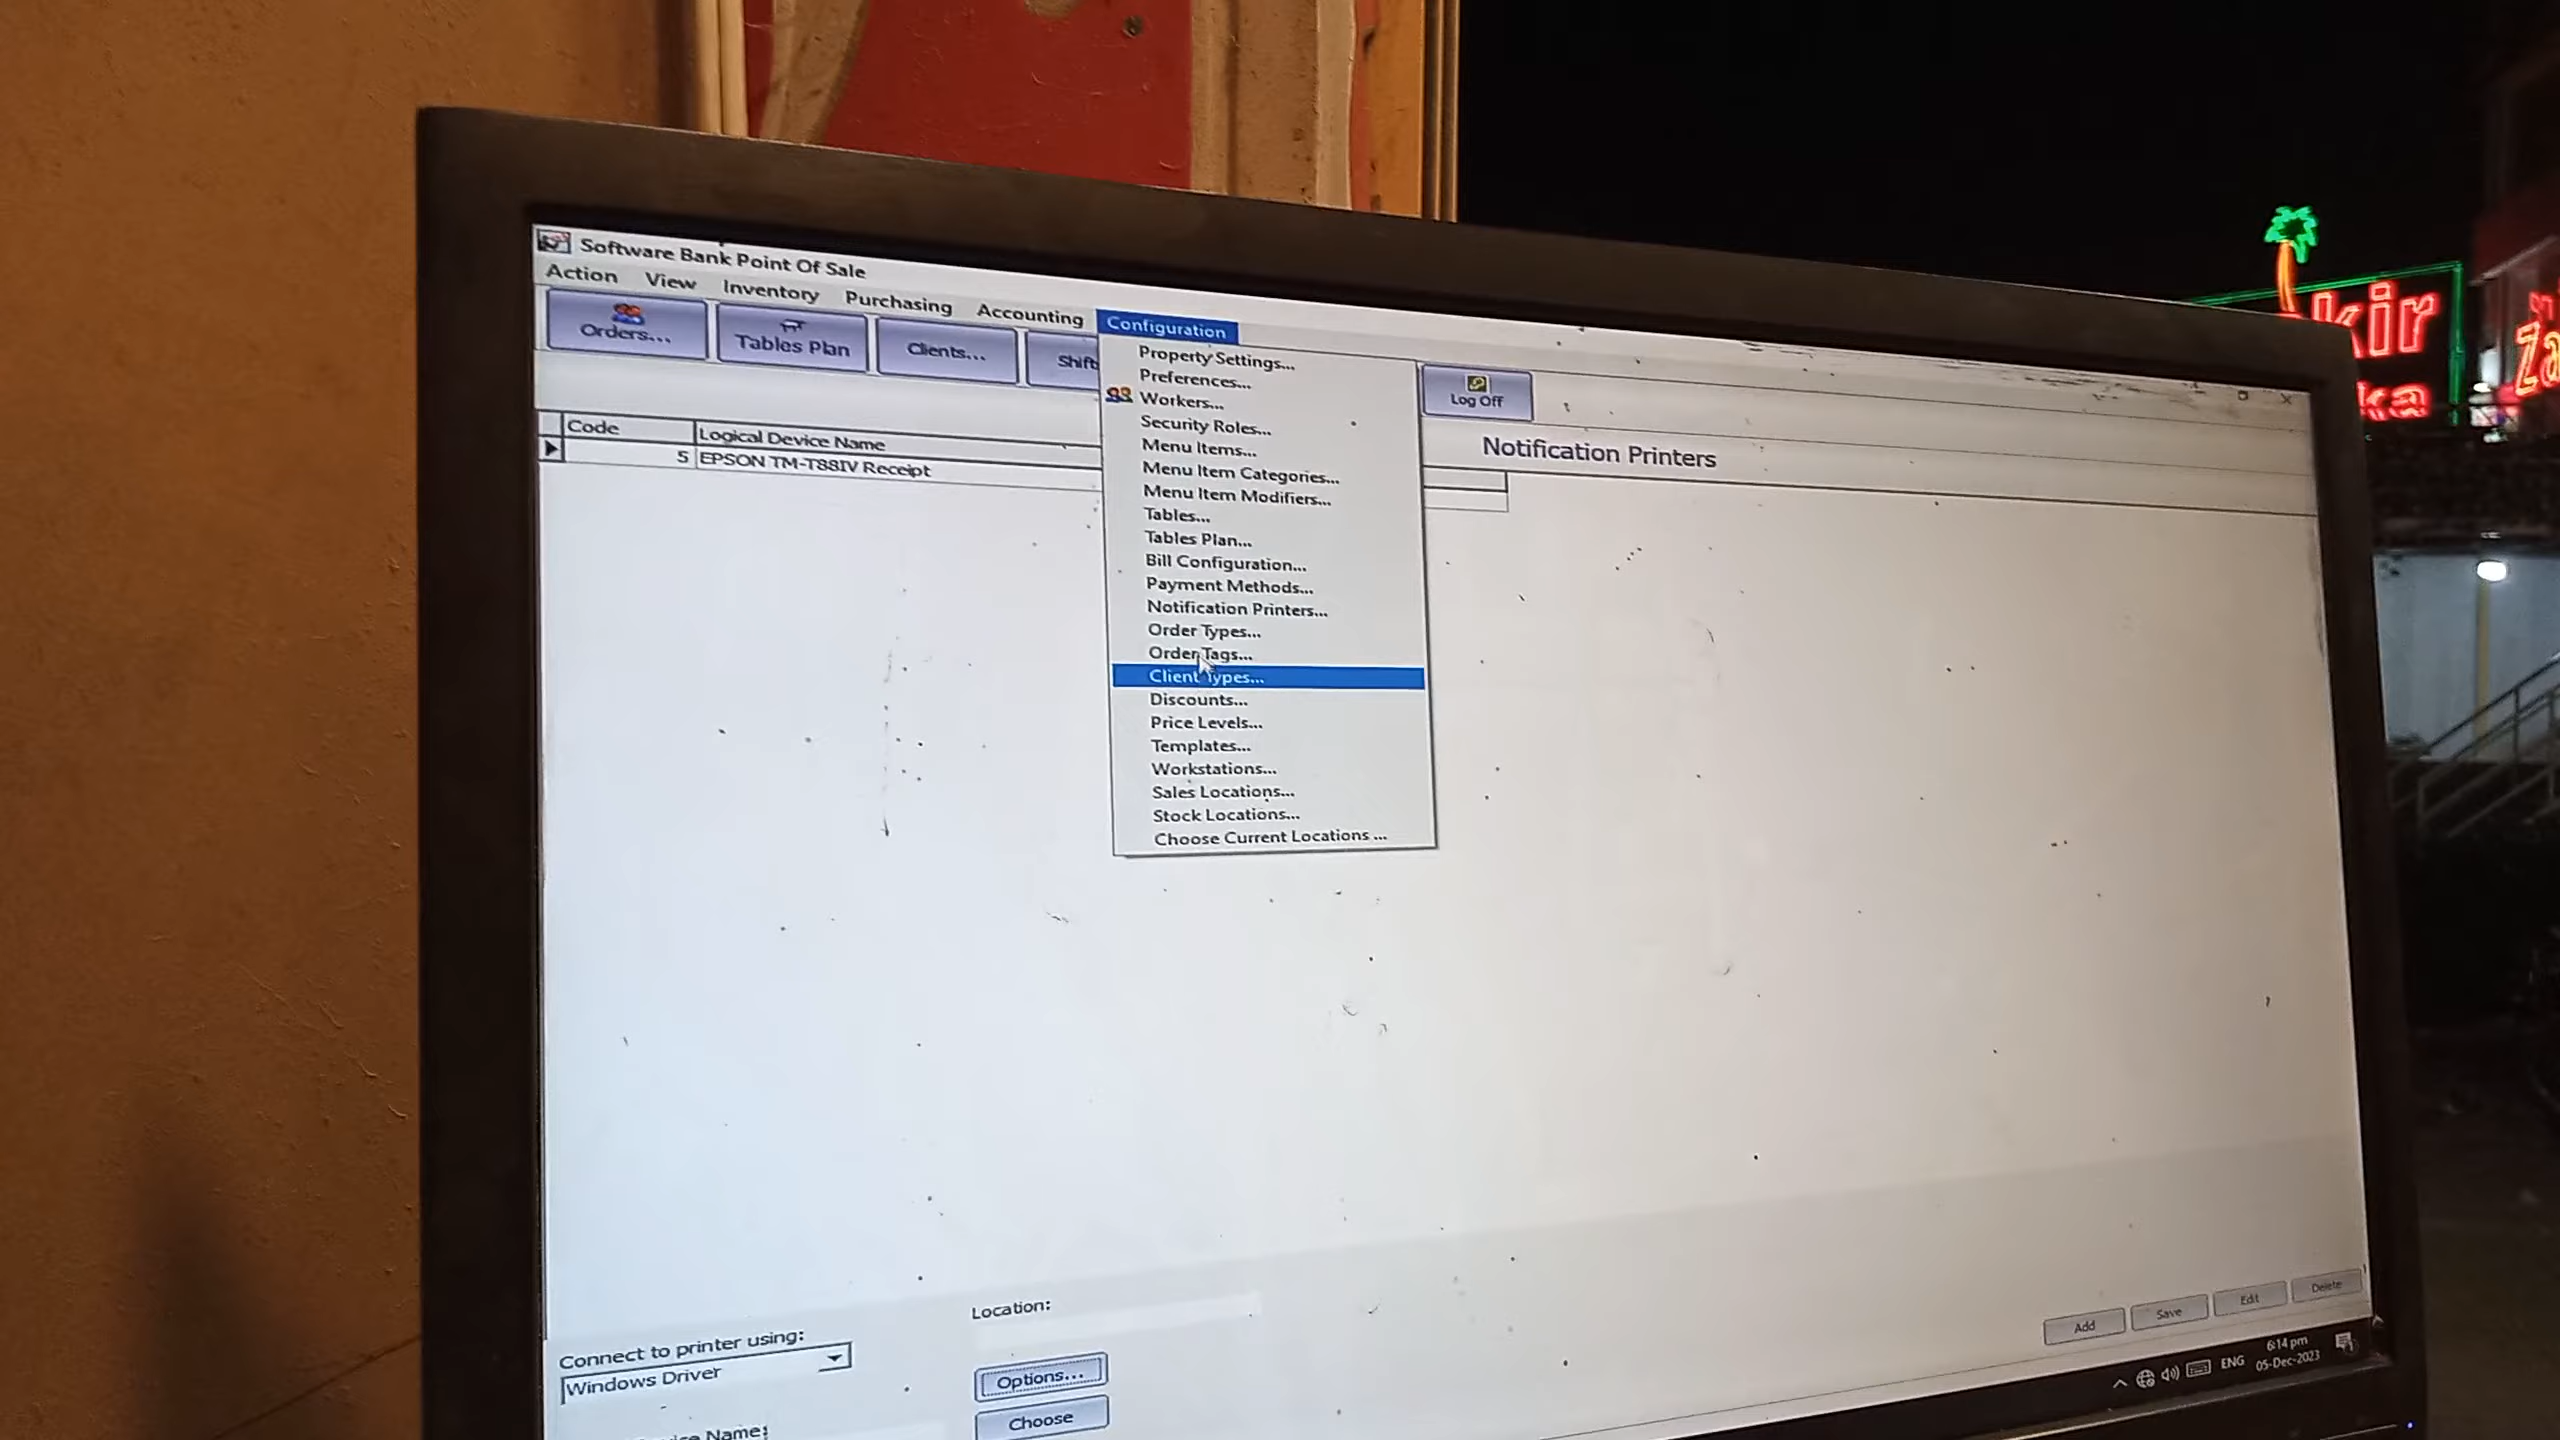 Software Bank Point Of Sale
Action View Inventory Purchasing Accounting Configuration
Orders... Tables Plan Clients... Shift
Log Off
Property Settings...
Preferences...
Workers...
Security Roles...
Menu Items...
Menu Item Categories...
Menu Item Modifiers...
Tables...
Tables Plan...
Bill Configuration...
Payment Methods...
Notification Printers...
Order Types...
Order Tags...
Client Types...
Discounts...
Price Levels...
Templates...
Workstations...
Sales Locations...
Stock Locations...
Choose Current Locations ...
Notification Printers
Code Logical Device Name
5 EPSON TM-T88IV Receipt
Connect to printer using:
Windows Driver
Location:
Options...
Choose
Name:
Add Save Edit Delete
ENG
6:14 pm
05-Dec-2023
kir
ka
Za